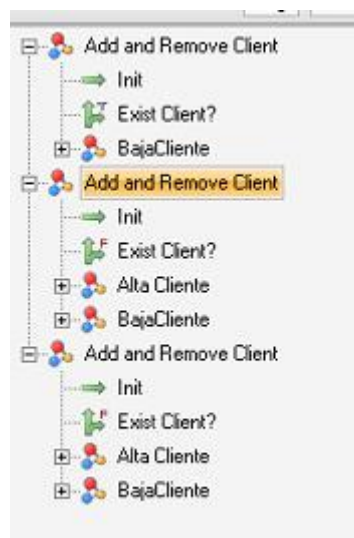 Add and Remove Client
Init
Exist Client?
BajaCliente
Add and Remove Client
Init
Exist Client?
Alta Cliente
BajaCliente
Add and Remove Client
Init
Exist Client?
Alta Cliente
BajaCliente